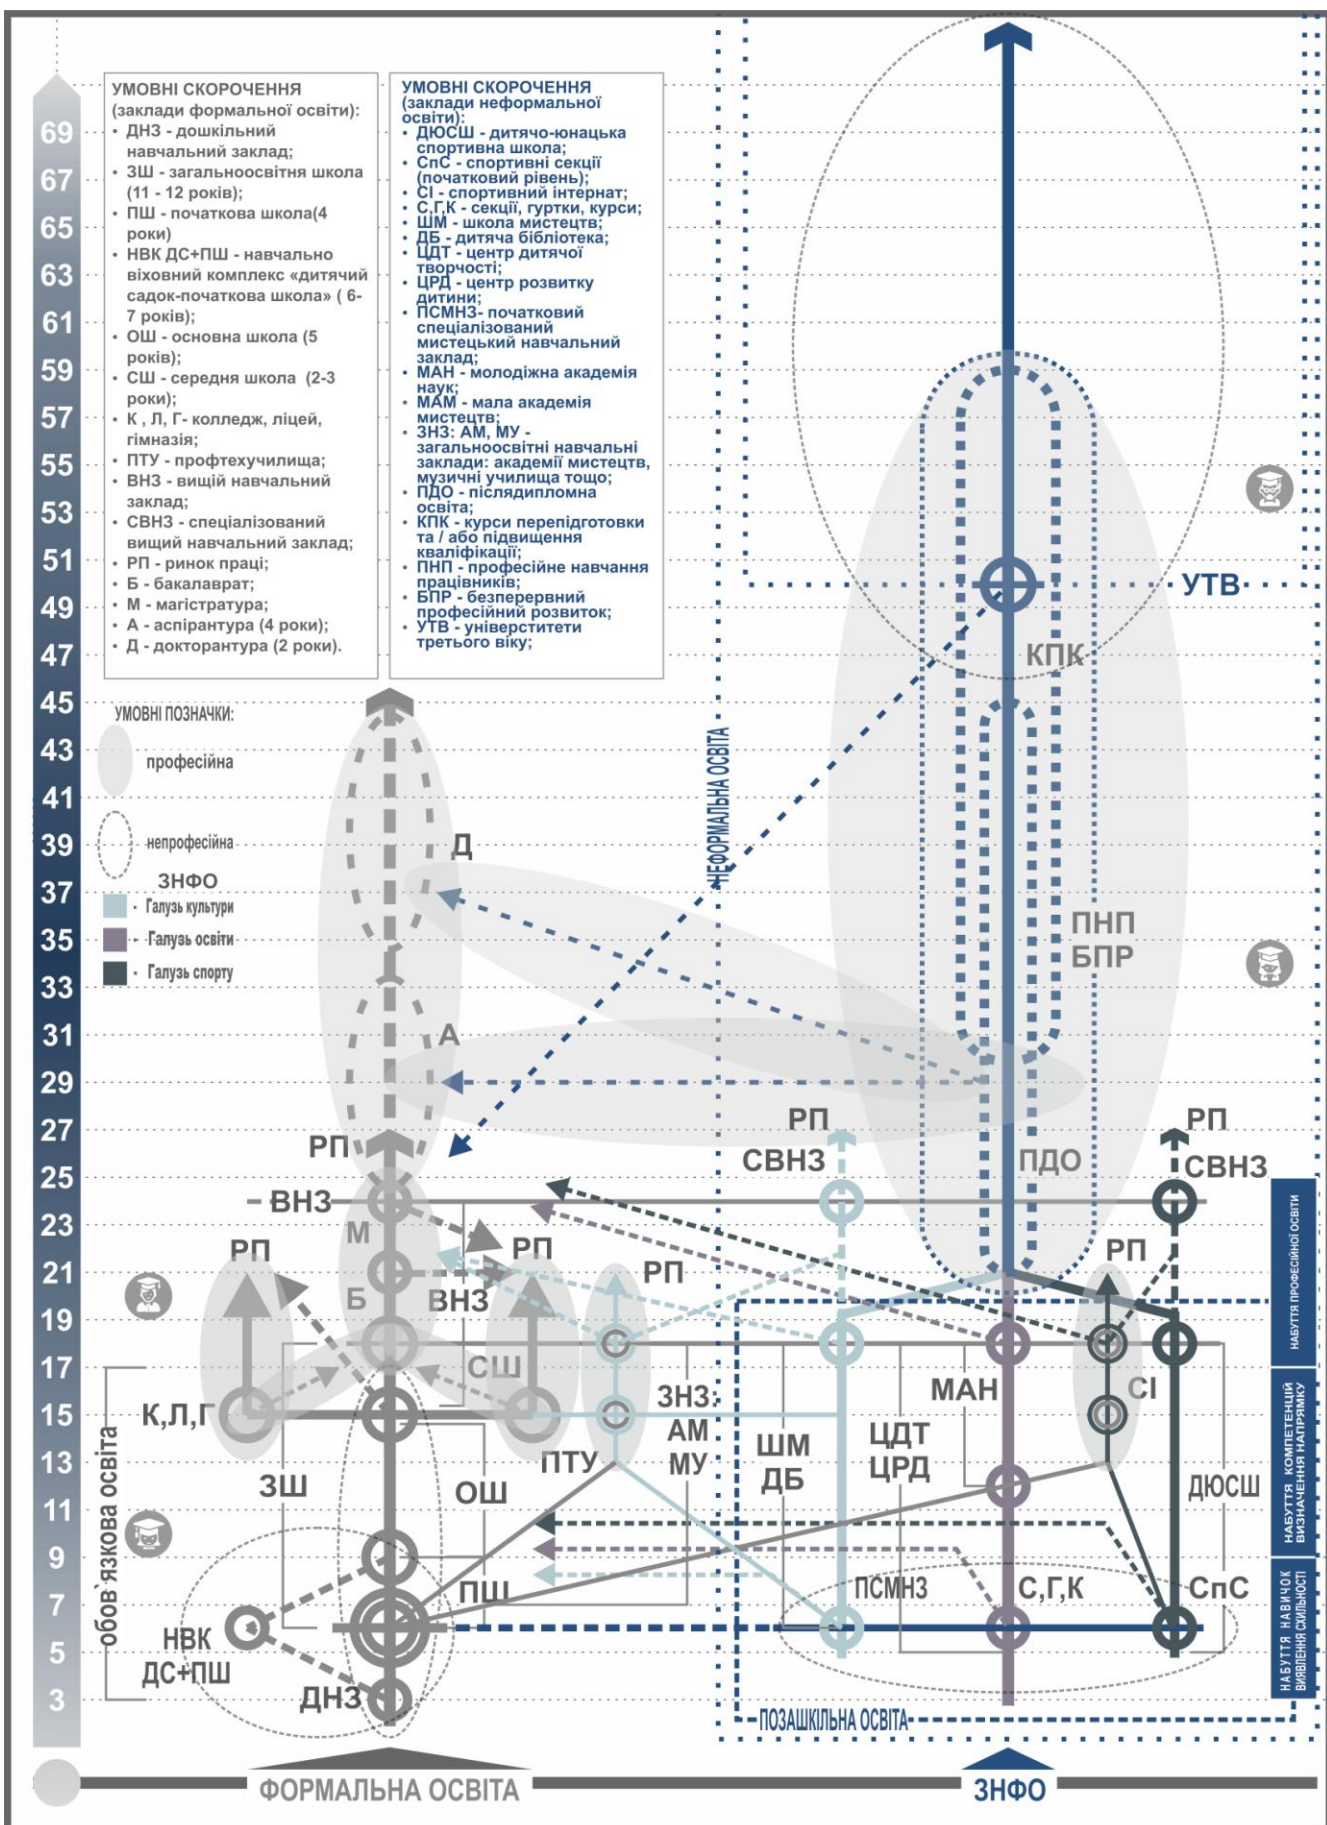 УМОВНІ СКОРОЧЕННЯ
(заклади формальної освіти):
• ДНЗ - дошкільний
навчальний заклад;
• ЗШ - загальноосвітня школа
(11 - 12 років);
• ПШ - початкова школа(4
роки)
• НВК ДС+ПШ - навчально
віховний комплекс «дитячий
садок-початкова школа» ( 6-
7 років);
• ОШ - основна школа (5
років);
• СШ - середня школа (2-3
роки);
• К , Л, Г- колледж, ліцей,
гімназія;
• ПТУ - профтехучилища;
• ВНЗ - вищій навчальний
заклад;
• СВНЗ - спеціалізований
вищий навчальний заклад;
• РП - ринок праці;
• Б - бакалаврат;
• М - магістратура;
• А - аспірантура (4 роки);
• Д - докторантура (2 роки).
УМОВНІ СКОРОЧЕННЯ
(заклади неформальної
освіти):
• ДЮСШ - дитячо-юнацька
спортивна школа;
• СпС - спортивні секції
(початковий рівень);
• СІ - спортивний інтернат;
• С,Г,К - секції, гуртки, курси;
• ШМ - школа мистецтв;
• ДБ - дитяча бібліотека;
• ЦДТ - центр дитячої
творчості;
• ЦРД - центр розвитку
дитини;
• ПСМНЗ- початковий
спеціалізований
мистецький навчальний
заклад;
• МАН - молодіжна академія
наук;
• МАМ - мала академія
мистецтв;
• ЗНЗ: АМ, МУ -
загальноосвітні навчальні
заклади: академії мистецтв,
музичні училища тощо;
• ПДО - післядипломна
освіта;
• КПК - курси перепідготовки
та / або підвищення
кваліфікації;
• ПНП - професійне навчання
працівників;
• БПР - безперервний
професійний розвиток;
• УТВ - універститети
третього віку;
69
67
65
63
61
59
57
55
53
51
49
47
45
43
41
39
37
35
33
31
29
27
25
23
21
19
17
15
13
11
9
7
5
3
УМОВНІ ПОЗНАЧКИ:
професійна
непрофесійна
ЗНФО
- Галузь культури
- Галузь освіти
- Галузь спорту
УТВ
КПК
НЕФОРМАЛЬНА ОСВІТА
Д
ПНП
БПР
А
РП
РП
РП
СВНЗ
ПДО
СВНЗ
ВНЗ
М
РП
РП
РП
РП
Б
ВНЗ
СШ
МАН
СІ
К,Л,Г
ЗНЗ:
АМ
МУ
ШМ
ДБ
ЦДТ
ЦРД
ПТУ
ЗШ
ОШ
ДЮСШ
обов᾿язкова освіта
ПШ
ПСМНЗ
С,Г,К
СпС
НВК
ДС+ПШ
ДНЗ
ПОЗАШКІЛЬНА ОСВІТА
НАБУТТЯ ПРОФЕСІЙНОЇ ОСВІТИ
НАБУТТЯ КОМПЕТЕНЦІЙ
ВИЗНАЧЕННЯ НАПРЯМКУ
НАБУТТЯ НАВИЧОК
ВИЯВЛЕННЯ СХИЛЬНОСТІ
ФОРМАЛЬНА ОСВІТА
ЗНФО